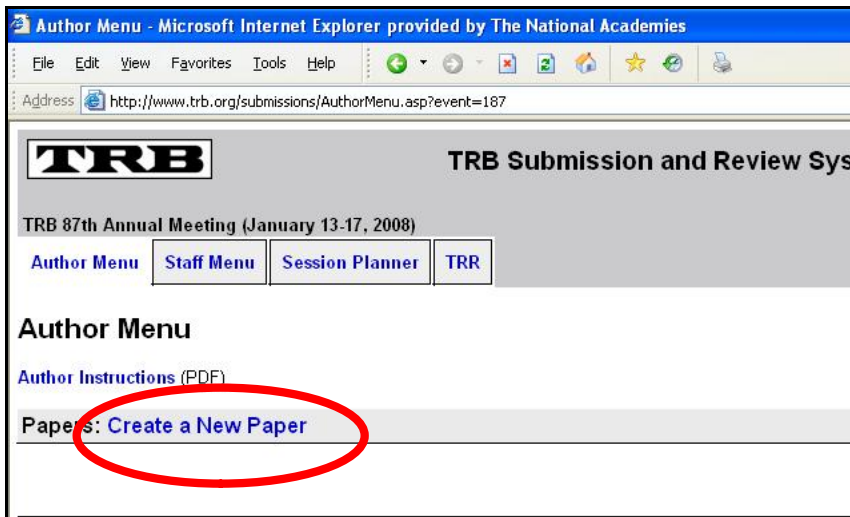 Author Menu - Microsoft Internet Explorer provided by The National Academies
File Edit View Favorites Tools Help
Address http://www.trb.org/submissions/AuthorMenu.asp?event=187
TRB TRB Submission and Review Sys
TRB 87th Annual Meeting (January 13-17, 2008)
Author Menu Staff Menu Session Planner TRR
Author Menu
Author Instructions (PDF)
Papers: Create a New Paper